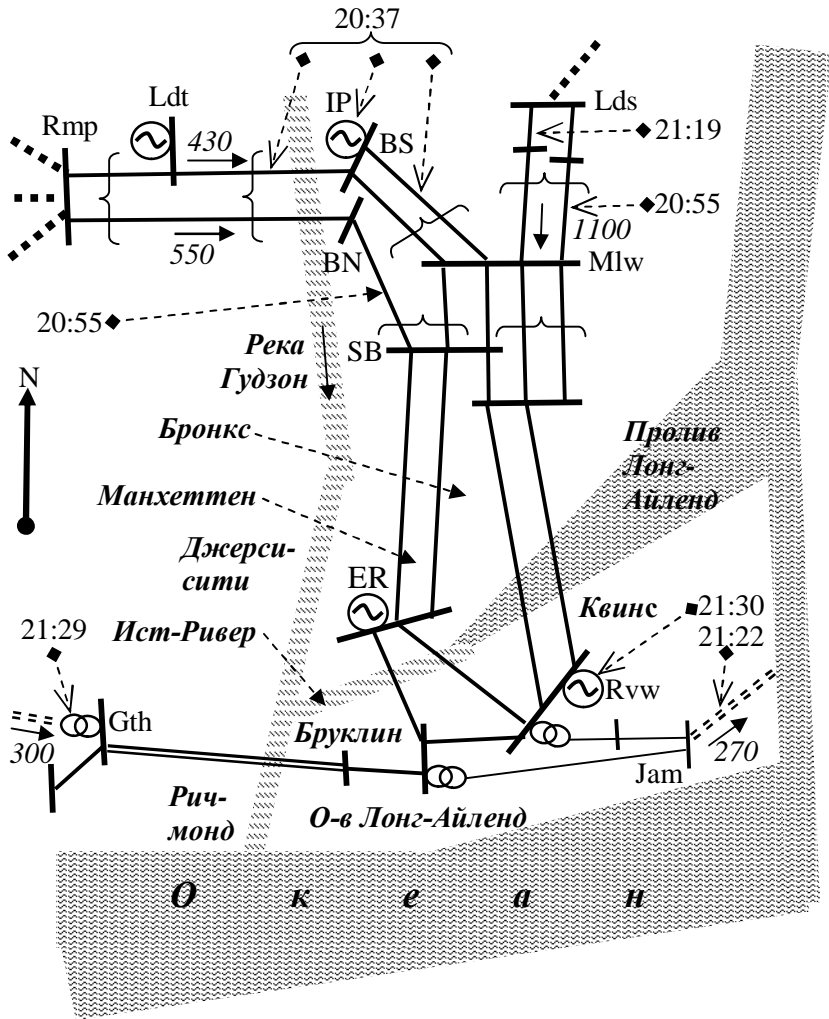 20:37
Ldt
IP
Lds
Rmp
430
BS
21:19
20:55
1100
550
BN
Mlw
20:55
Река
Гудзон
SB
N
Бронкс
Пролив
Лонг-
Айленд
Манхеттен
Джерси-
сити
ER
Квинс
21:30
21:22
21:29
Ист-Ривер
Rvw
Gth
300
Бруклин
270
Jam
Рич-
монд
О-в Лонг-Айленд
О к е а н